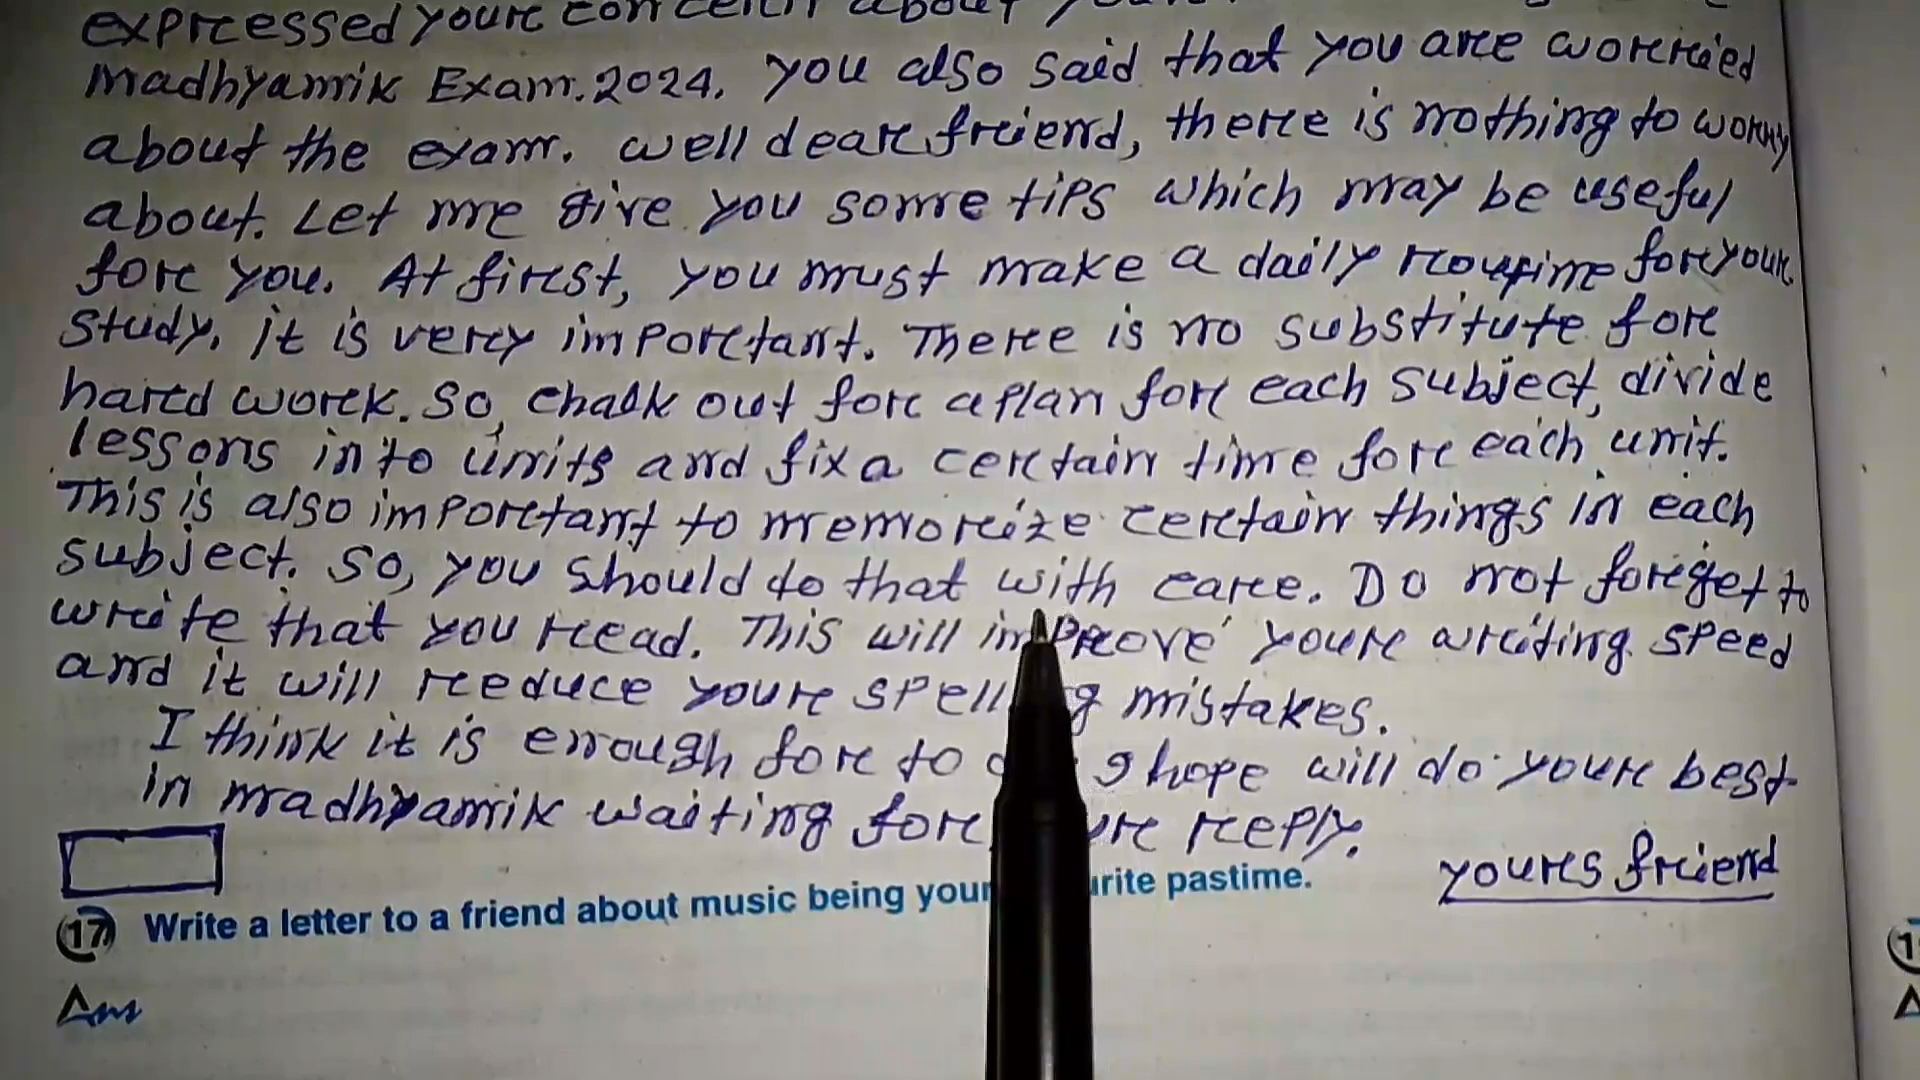 expressed your concern about
Madhyamik Exam. 2024. you also said that you are worried
about the exam. well dear friend, there is nothing to worry
about. Let me give you some tips which may be useful
for you. At first, you must make a daily routine for your
study. it is very important. There is no substitute for
hard work. So, chalk out for a plan for each subject, divide
lessons into units and fix a certain time for each unit.
This is also important to memorize certain things in each
subject. So, you should do that with care. Do not forget to
write that you read. This will improve your writing speed
and it will reduce your spelling mistakes.
I think it is enough for to I hope will do your best
in madhyamik waiting for reply.
yours friend
17 Write a letter to a friend about music being your pastime.
Ans